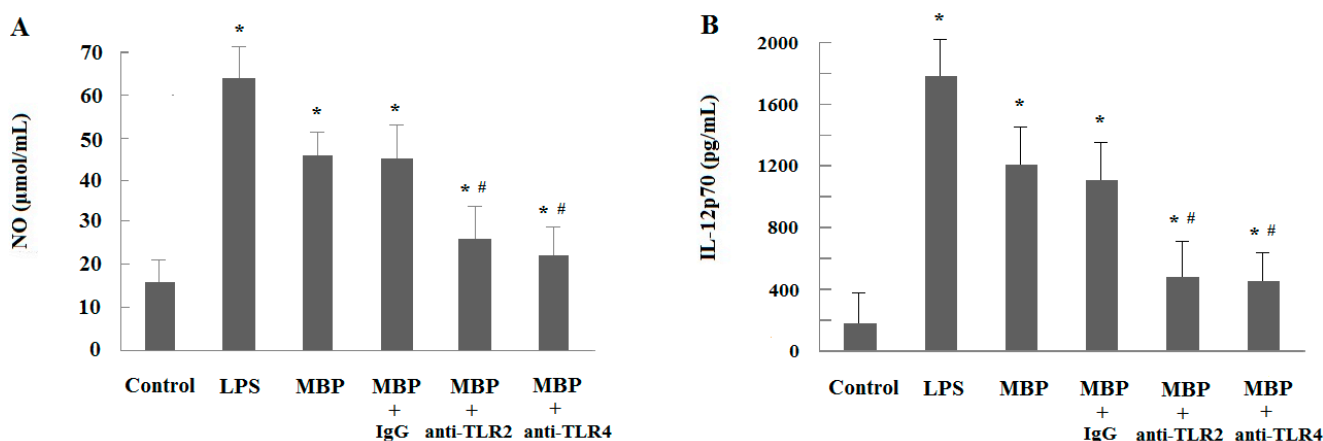 A
NO (μmol/mL)
70
60
50
40
30
20
10
0
*
*
*
* #
* #
Control LPS MBP MBP MBP MBP
+ + +
IgG anti-TLR2 anti-TLR4
B
IL-12p70 (pg/mL)
2000
1600
1200
800
400
0
*
*
*
* #
* #
Control LPS MBP MBP MBP MBP
+ + +
IgG anti-TLR2 anti-TLR4